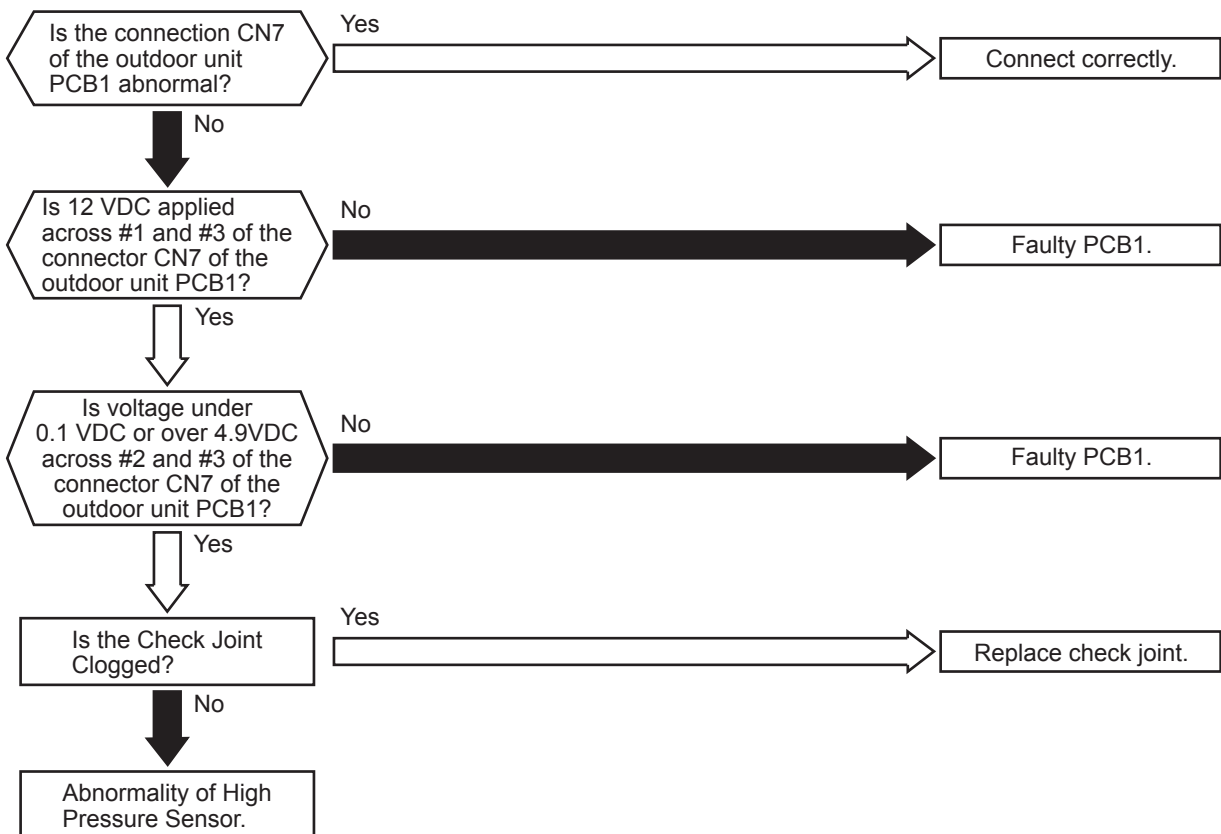 Is the connection CN7
of the outdoor unit
PCB1 abnormal?
Yes
Connect correctly.
No
Is 12 VDC applied
across #1 and #3 of the
connector CN7 of the
outdoor unit PCB1?
No
Faulty PCB1.
Yes
Is voltage under
0.1 VDC or over 4.9VDC
across #2 and #3 of the
connector CN7 of the
outdoor unit PCB1?
No
Faulty PCB1.
Yes
Is the Check Joint
Clogged?
Yes
Replace check joint.
No
Abnormality of High
Pressure Sensor.